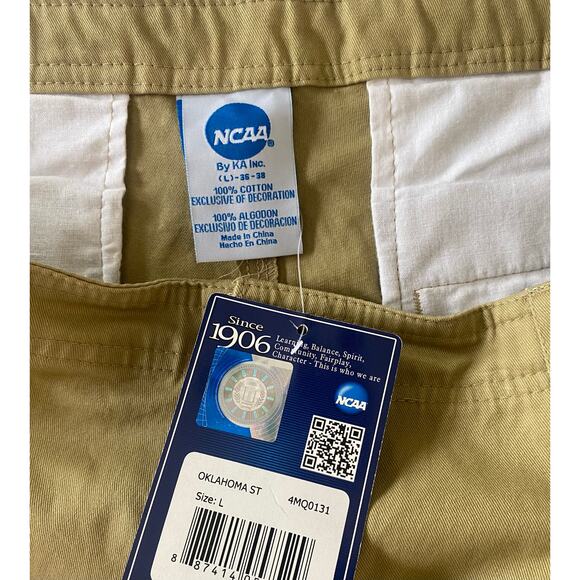 NCAA
By KA Inc.
(L)-36-38
100% COTTON
EXCLUSIVE OF DECORATION
100% ALGODON
EXCLUSIVO DE DECORACION
Made in China
Hecho En China
Since
1906
Learning, Balance, Spirit,
Community, Fairplay,
Character - This is who we are
NCAA
OKLAHOMA ST 4MQ0131
Size: L
8 87414